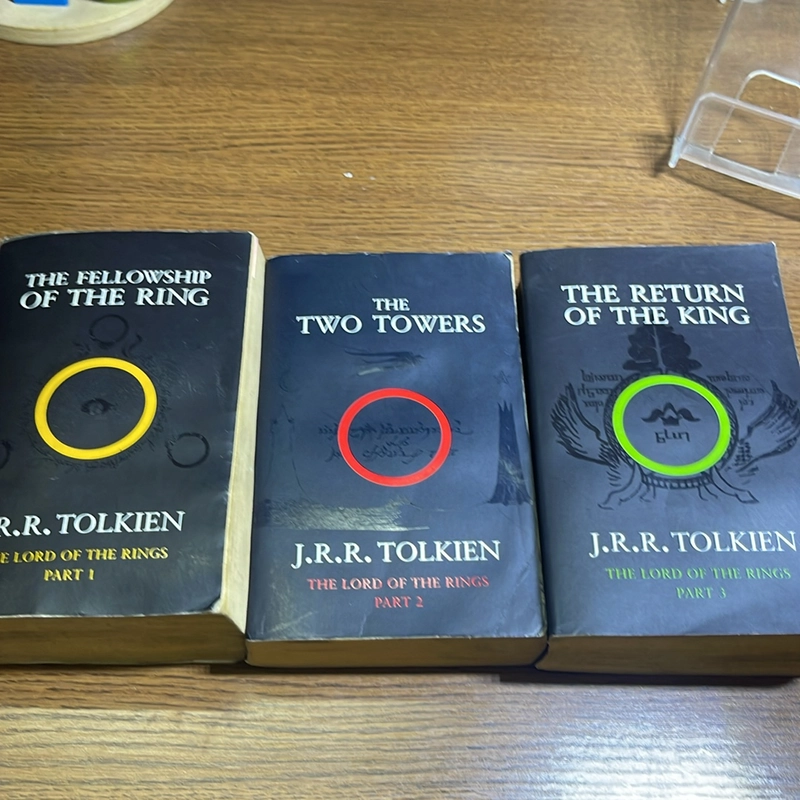 THE FELLOWSHIP
OF THE RING
R.R. TOLKIEN
LORD OF THE RINGS
PART 1
THE
TWO TOWERS
J.R.R. TOLKIEN
THE LORD OF THE RINGS
PART 2
THE RETURN
OF THE KING
J.R.R. TOLKIEN
THE LORD OF THE RINGS
PART 3